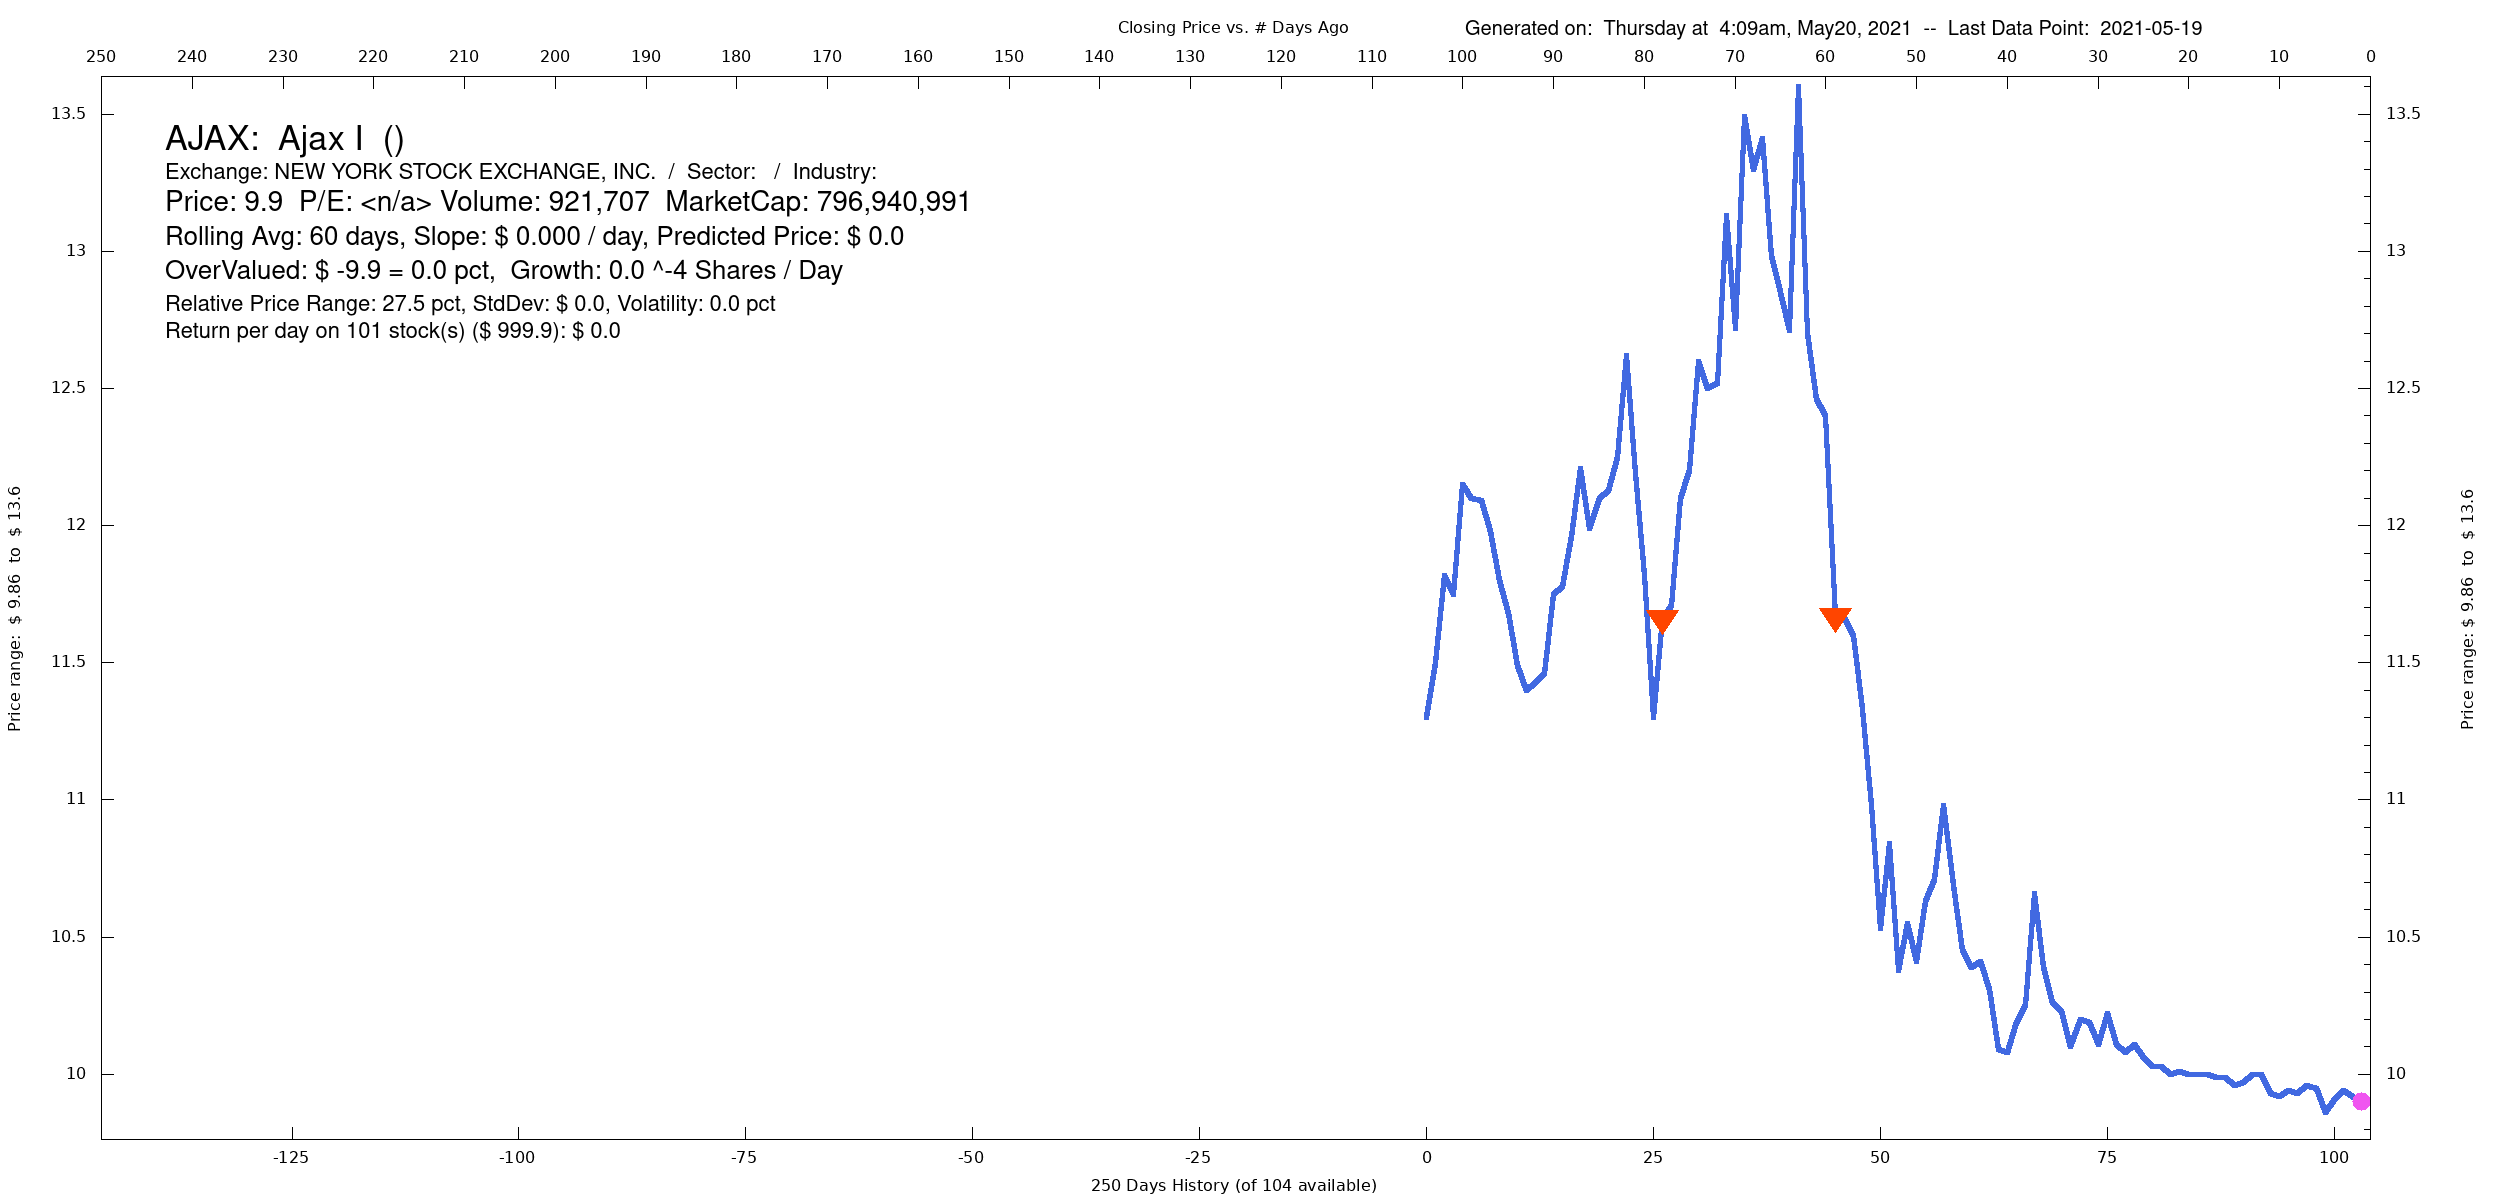 Closing Price vs. # Days Ago Generated on:  Thursday at  4:09am, May20, 2021  --  Last Data Point:  2021-05-19
250 240 230 220 210 200 190 180 170 160 150 140 130 120 110 100 90 80 70 60 50 40 30 20 10 0
13.5 13.5
AJAX:  Ajax I  ()
Exchange: NEW YORK STOCK EXCHANGE, INC.  /  Sector:   /  Industry:
Price: 9.9  P/E: <n/a> Volume: 921,707  MarketCap: 796,940,991
Rolling Avg: 60 days, Slope: $ 0.000 / day, Predicted Price: $ 0.0
13 13
OverValued: $ -9.9 = 0.0 pct,  Growth: 0.0 ^-4 Shares / Day
Relative Price Range: 27.5 pct, StdDev: $ 0.0, Volatility: 0.0 pct
Return per day on 101 stock(s) ($ 999.9): $ 0.0
12.5 12.5
12 12
Price range:  $ 9.86  to  $ 13.6
Price range: $ 9.86  to  $ 13.6
11.5 11.5
11 11
10.5 10.5
10 10
-125 -100 -75 -50 -25 0 25 50 75 100
250 Days History (of 104 available)